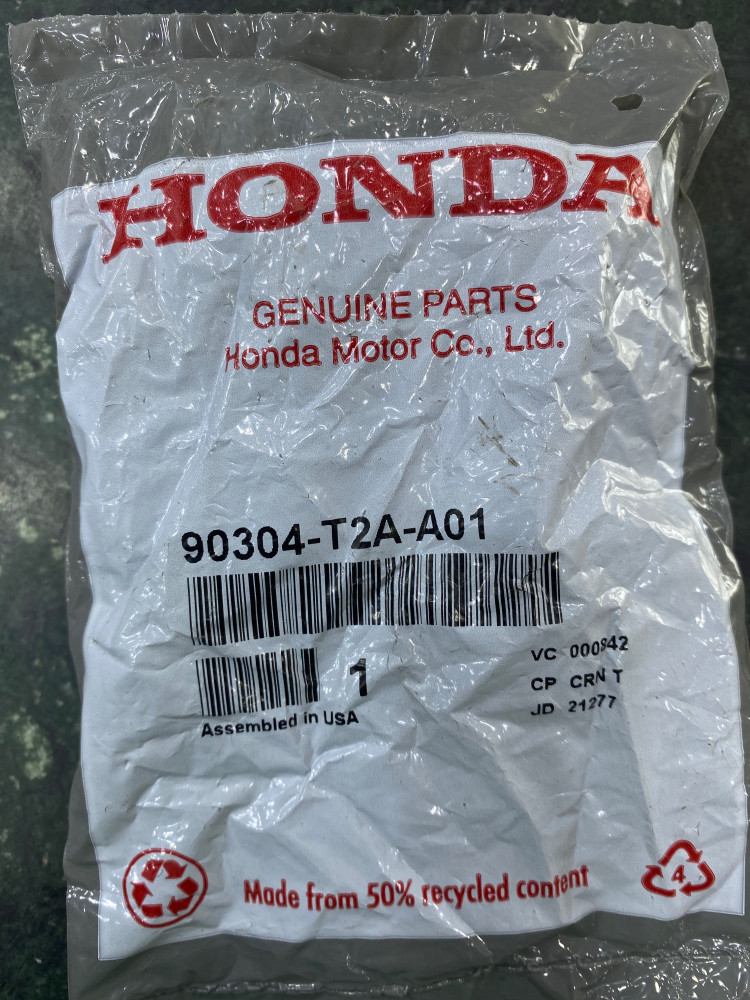 HONDA
GENUINE PARTS
Honda Motor Co., Ltd.
90304-T2A-A01
1
VC 000942
CP CRN T
JD 21277
Assembled in USA
Made from 50% recycled content
4